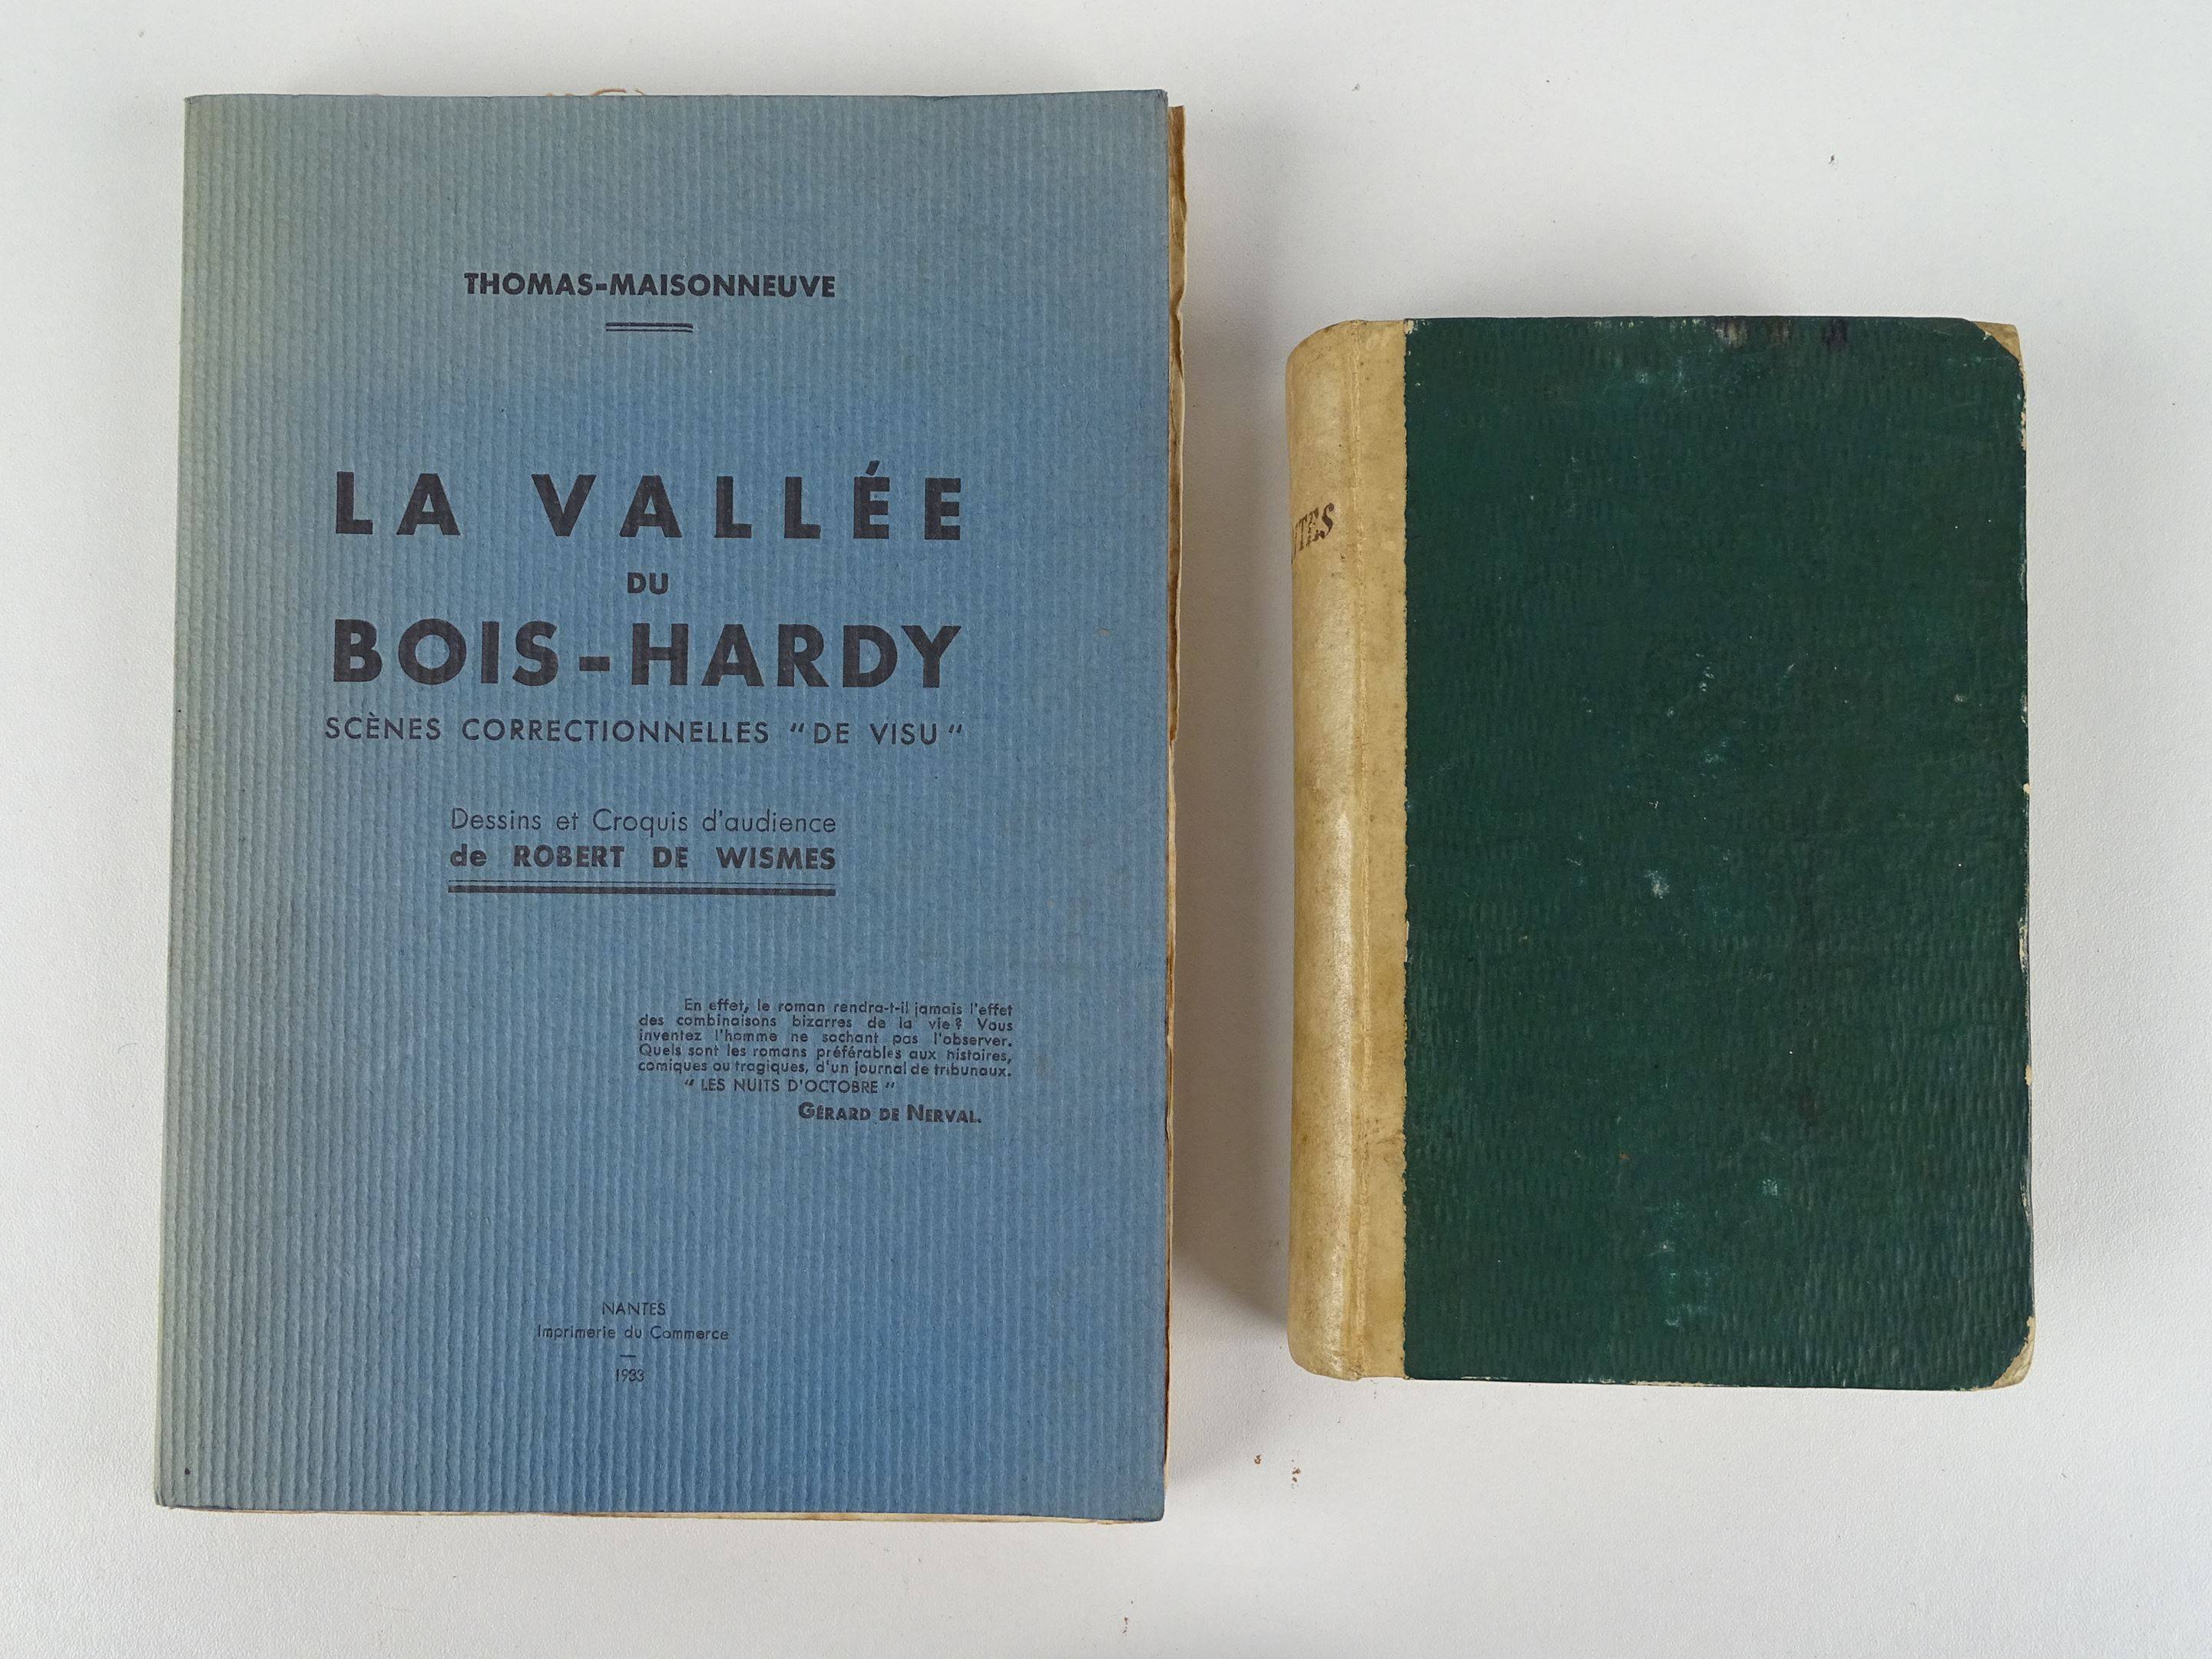 THOMAS-MAISONNEUVE
LA VALLÉE
DU
BOIS-HARDY
SCÈNES CORRECTIONNELLES "DE VISU"
Dessins et Croquis d'audience
de ROBERT DE WISMES
En effet, le roman rendra-t-il jamais l'effet
des combinaisons bizarres de la vie? Vous
inventez l'homme ne sachant pas l'observer.
Quels sont les romans préférables aux histoires,
comiques ou tragiques, d'un journal de tribunaux.
"LES NUITS D'OCTOBRE"
GÉRARD DE NERVAL.
NANTES
Imprimerie du Commerce
1933